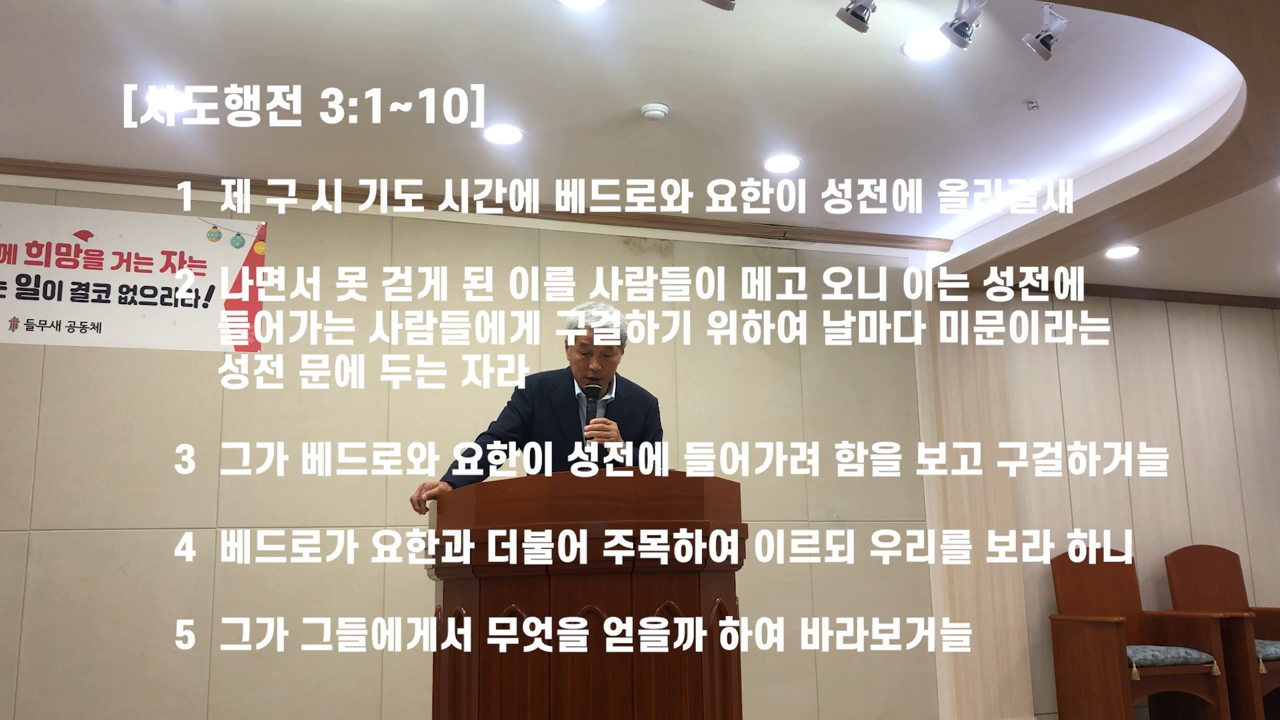 [사도행전 3:1~10]
1 제 구 시 기도 시간에 베드로와 요한이 성전에 올라갈새
2 나면서 못 걷게 된 이를 사람들이 메고 오니 이는 성전에
들어가는 사람들에게 구걸하기 위하여 날마다 미문이라는
성전 문에 두는 자라
3 그가 베드로와 요한이 성전에 들어가려 함을 보고 구걸하거늘
4 베드로가 요한과 더불어 주목하여 이르되 우리를 보라 하니
5 그가 그들에게서 무엇을 얻을까 하여 바라보거늘
희망을 거는 자는
일이 결코 없으리라!
들무새 공동체